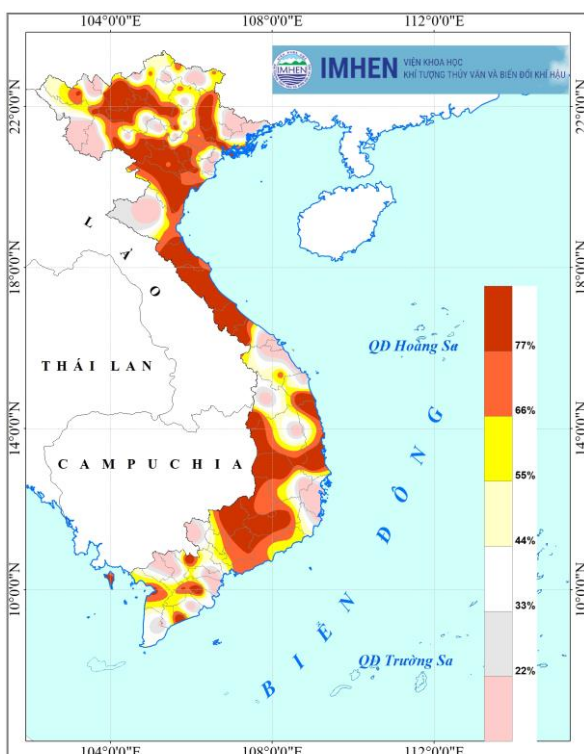 104°0'0"E 108°0'0"E 112°0'0"E
IMHEN
IMHEN
VIỆN KHOA HỌC
KHÍ TƯỢNG THỦY VĂN VÀ BIẾN ĐỔI KHÍ HẬU
22°0'0"N
22°0'0"N
LÀO
18°0'0"N
18°0'0"N
QĐ Hoàng Sa
THÁI LAN
77%
66%
14°0'0"N
14°0'0"N
CAMPUCHIA
55%
44%
BIỂN ĐÔNG
33%
10°0'0"N
10°0'0"N
QĐ Trường Sa
22%
104°0'0"E 108°0'0"E 112°0'0"E